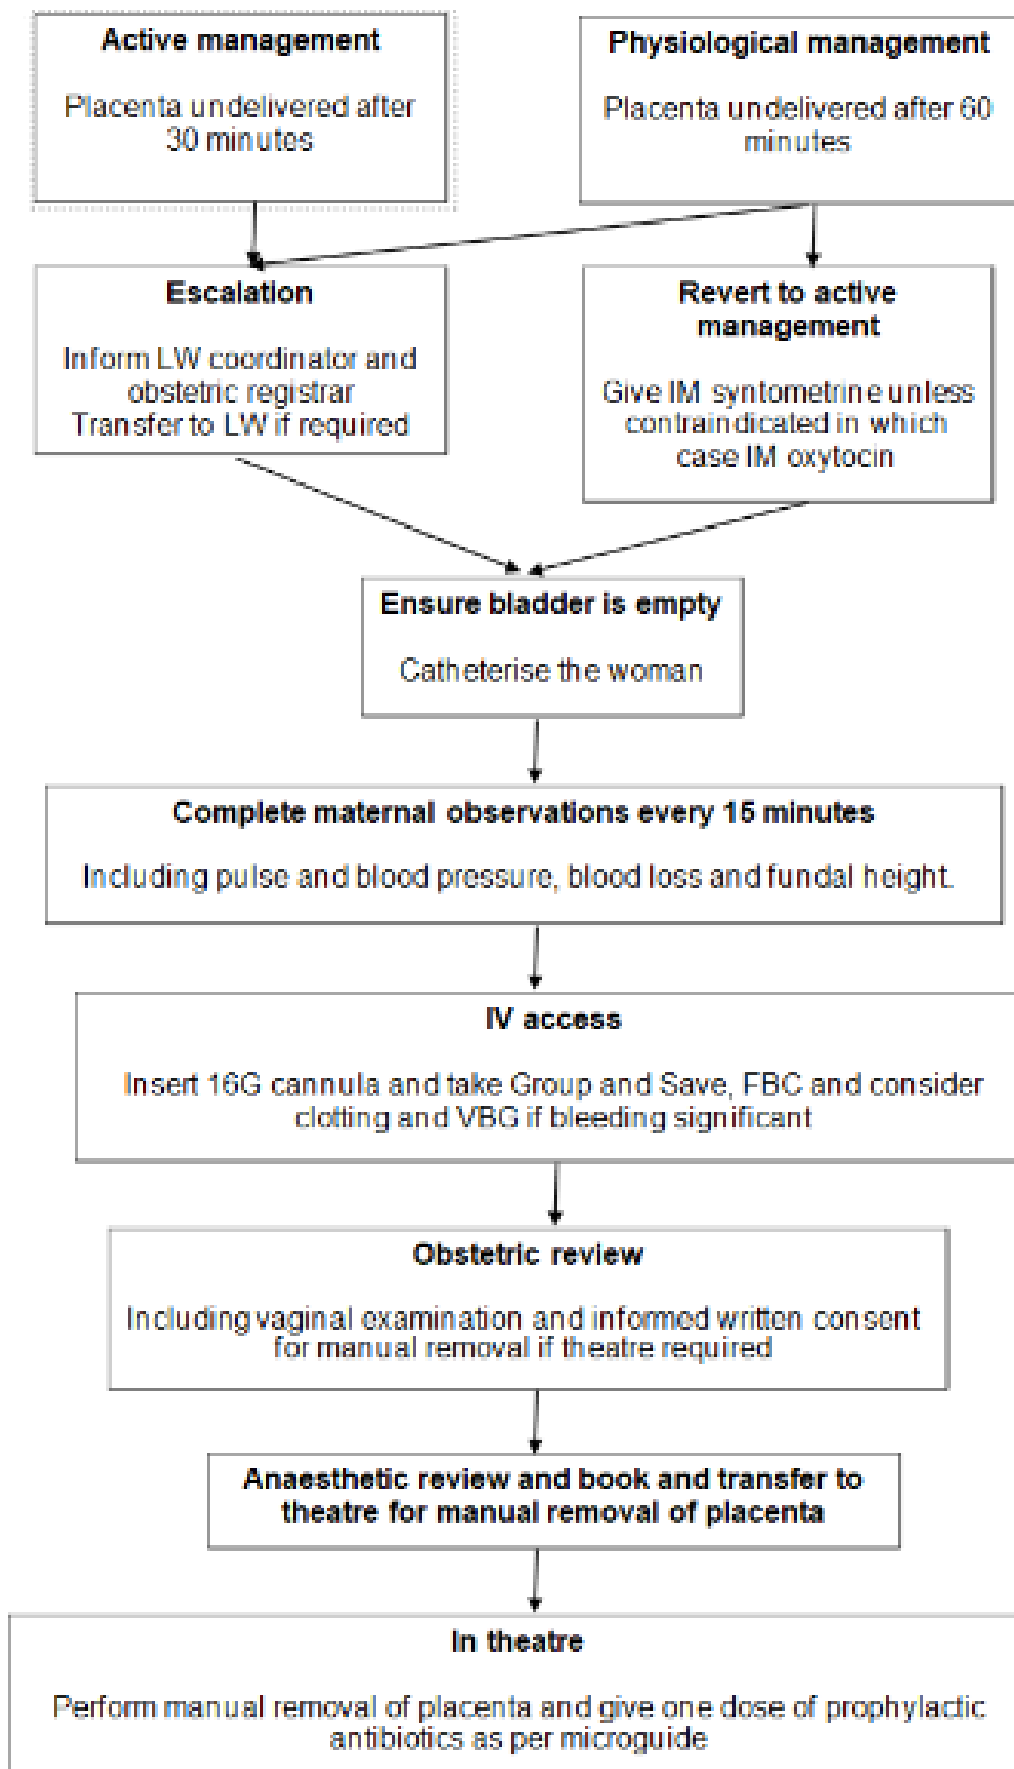 Active management
Placenta undelivered after
30 minutes
Physiological management
Placenta undelivered after 60
minutes
Escalation
Inform LW coordinator and
obstetric registrar
Transfer to LW if required
Revert to active
management
Give IM syntometrine unless
contraindicated in which
case IM oxytocin
Ensure bladder is empty
Catheterise the woman
Complete maternal observations every 15 minutes
Including pulse and blood pressure, blood loss and fundal height.
IV access
Insert 16G cannula and take Group and Save, FBC and consider
clotting and VBG if bleeding significant
Obstetric review
Including vaginal examination and informed written consent
for manual removal if theatre required
Anaesthetic review and book and transfer to
theatre for manual removal of placenta
In theatre
Perform manual removal of placenta and give one dose of prophylactic
antibiotics as per microguide